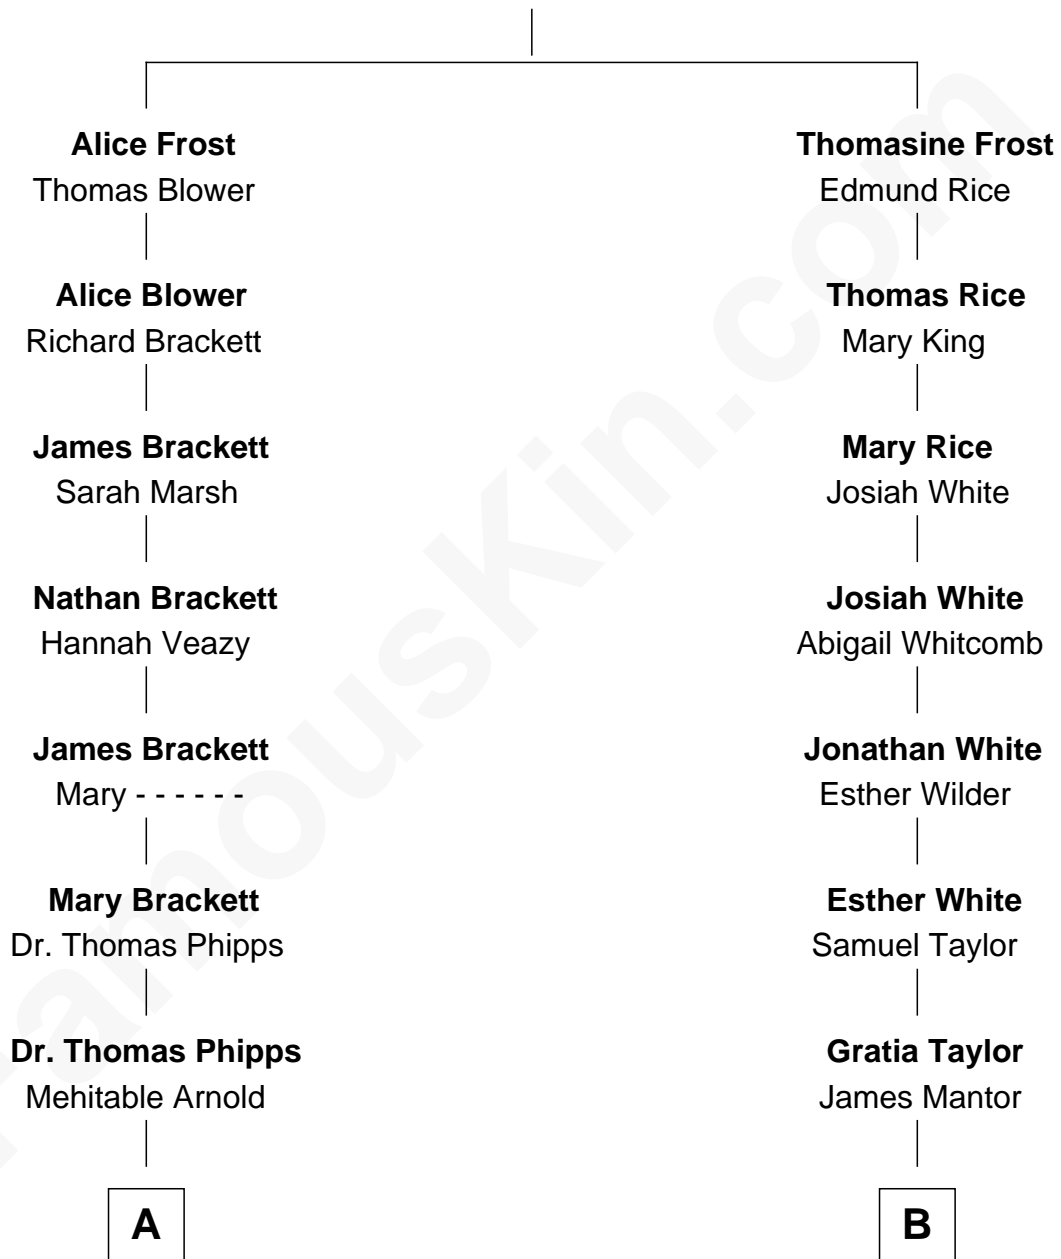 Alice Frost
Thomas Blower
Alice Blower
Richard Brackett
James Brackett
Sarah Marsh
Nathan Brackett
Hannah Veazy
James Brackett
Mary - - - - - -
Mary Brackett
Dr. Thomas Phipps
Dr. Thomas Phipps
Mehitable Arnold
A
Thomasine Frost
Edmund Rice
Thomas Rice
Mary King
Mary Rice
Josiah White
Josiah White
Abigail Whitcomb
Jonathan White
Esther Wilder
Esther White
Samuel Taylor
Gratia Taylor
James Mantor
B
FamousKin.com